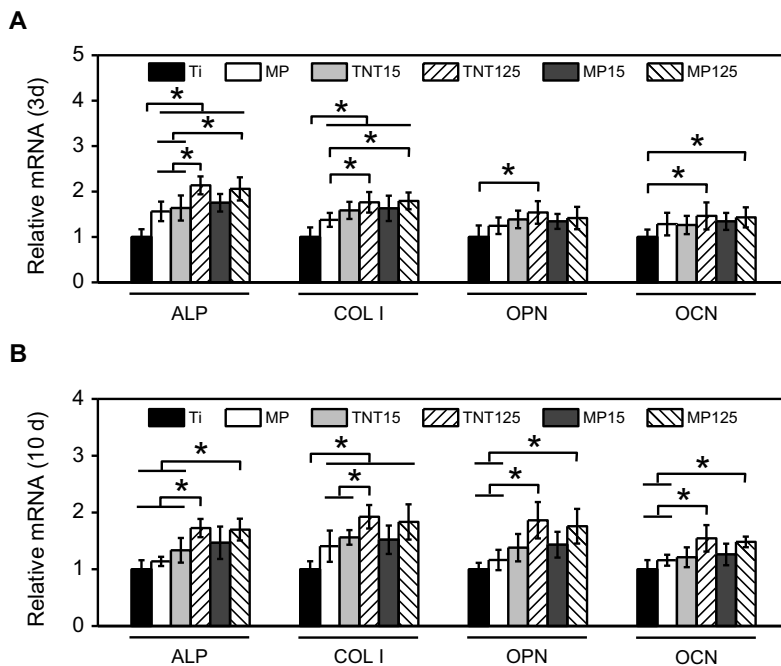 A
Relative mRNA (3d)
5
4
3
2
1
0
Ti MP TNT15 TNT125 MP15 MP125
* * *
* * *
*
* *
ALP COL I OPN OCN
B
Relative mRNA (10 d)
4
3
2
1
0
Ti MP TNT15 TNT125 MP15 MP125
* *
* *
* *
* *
ALP COL I OPN OCN